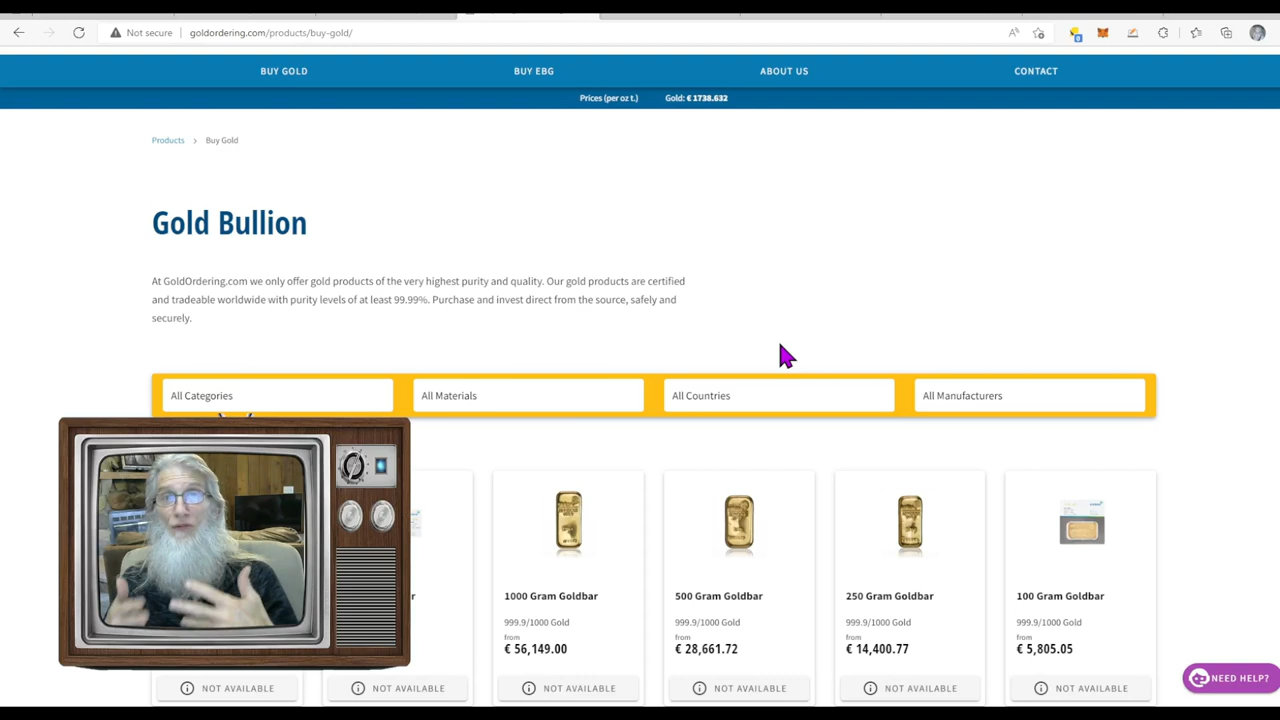 Not secure
goldordering.com/products/buy-gold/
BUY GOLD
BUY EBG
ABOUT US
CONTACT
Prices (per oz t.)
Gold: € 1738.632
Products > Buy Gold
Gold Bullion
At GoldOrdering.com we only offer gold products of the very highest purity and quality. Our gold products are certified
and tradeable worldwide with purity levels of at least 99.99%. Purchase and invest direct from the source, safely and
securely.
All Categories
All Materials
All Countries
All Manufacturers
1000 Gram Goldbar
500 Gram Goldbar
250 Gram Goldbar
100 Gram Goldbar
999.9/1000 Gold
999.9/1000 Gold
999.9/1000 Gold
999.9/1000 Gold
from
from
from
from
€ 56,149.00
€ 28,661.72
€ 14,400.77
€ 5,805.05
NOT AVAILABLE
NOT AVAILABLE
NOT AVAILABLE
NOT AVAILABLE
NOT AVAILABLE
NOT AVAILABLE
NEED HELP?